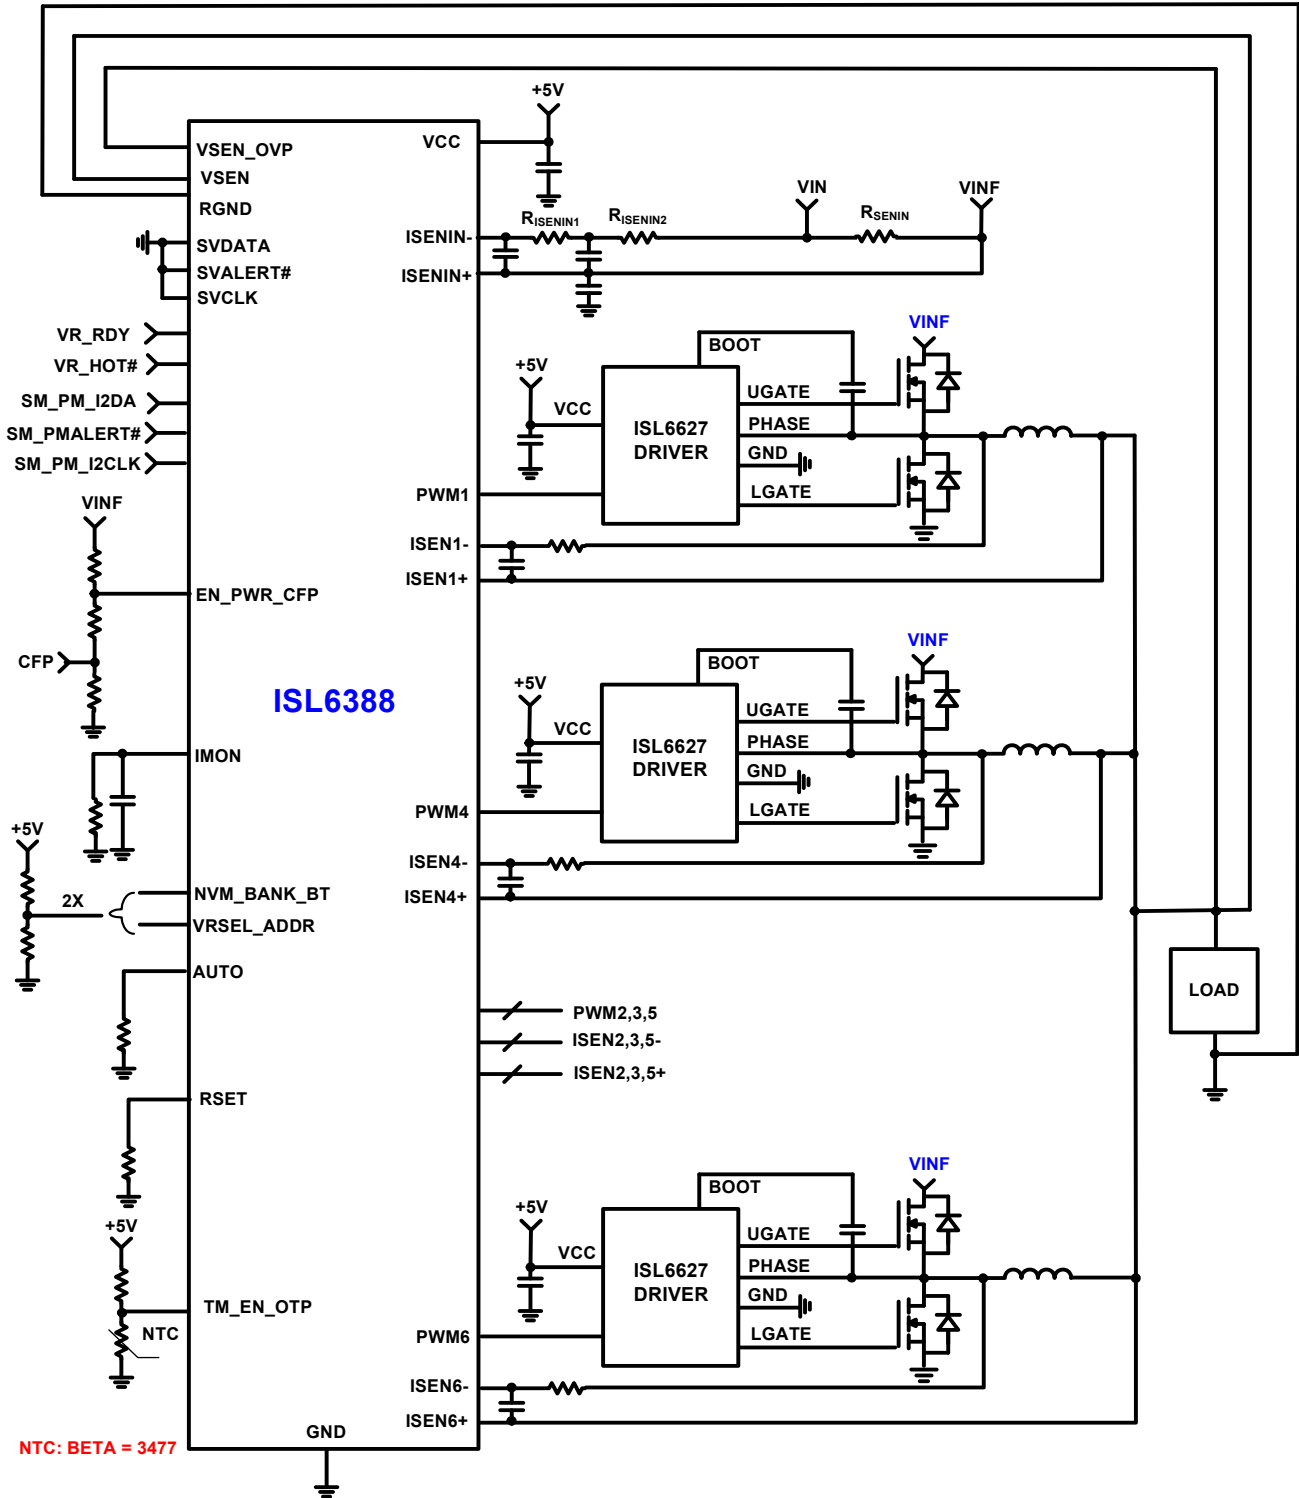 +5V
VSEN_OVP
VCC
VSEN
RGND
VIN
VINF
RISENIN1
RISENIN2
RSENIN
ISENIN-
SVDATA
SVALERT#
ISENIN+
SVCLK
VR_RDY
VR_HOT#
SM_PM_I2DA
SM_PMALERT#
SM_PM_I2CLK
VINF
BOOT
+5V
UGATE
VCC
ISL6627
DRIVER
PHASE
GND
LGATE
PWM1
VINF
ISEN1-
ISEN1+
EN_PWR_CFP
CFP
ISL6388
VINF
BOOT
+5V
UGATE
VCC
ISL6627
DRIVER
PHASE
GND
LGATE
IMON
PWM4
+5V
ISEN4-
ISEN4+
2X
NVM_BANK_BT
VRSEL_ADDR
AUTO
LOAD
PWM2,3,5
ISEN2,3,5-
ISEN2,3,5+
RSET
VINF
BOOT
+5V
UGATE
VCC
ISL6627
DRIVER
PHASE
GND
LGATE
+5V
TM_EN_OTP
NTC
PWM6
ISEN6-
ISEN6+
GND
NTC: BETA = 3477